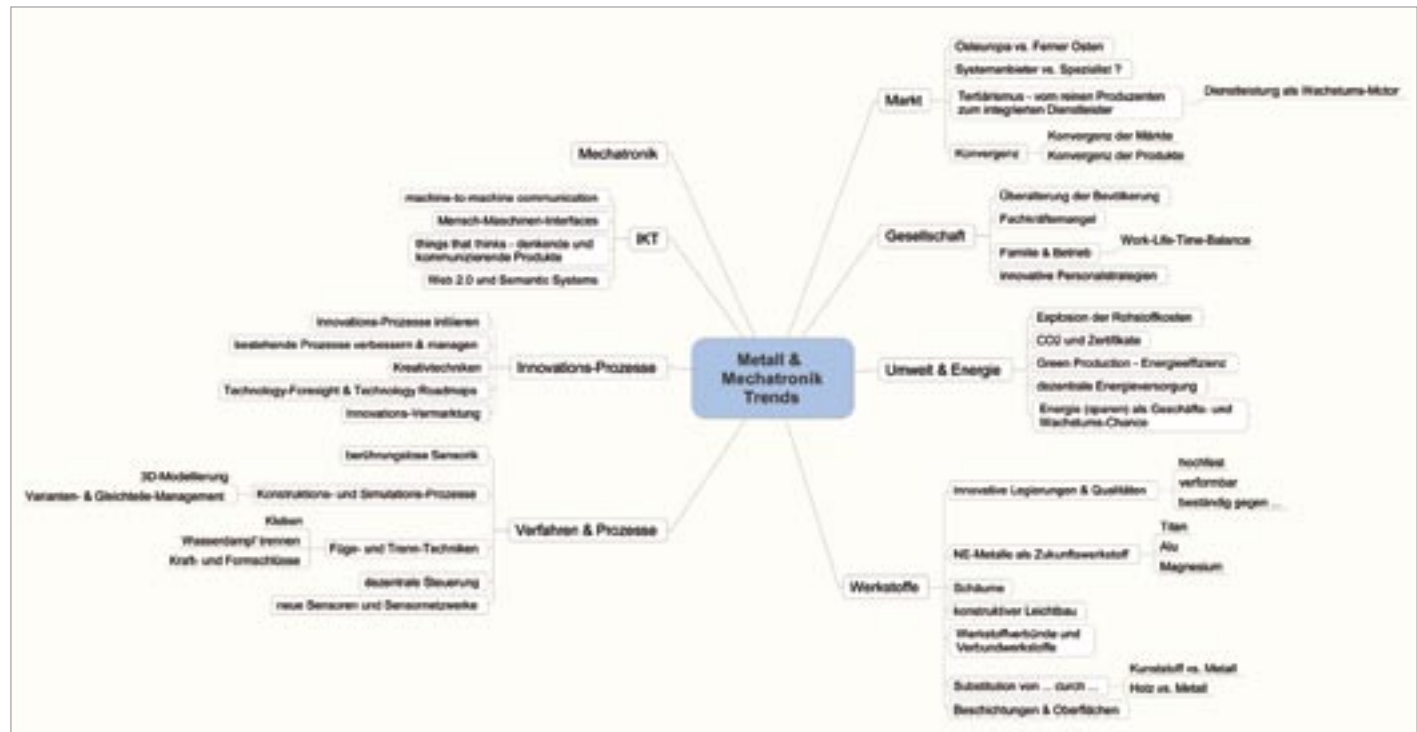 Metall &
Mechatronik
Trends
Markt
Osteuropa vs. Ferner Osten
Systemanbieter vs. Spezialist ?
Tertiärismus - vom reinen Produzenten
zum integrierten Dienstleister
Dienstleistung als Wachstums-Motor
Konvergenz
Konvergenz der Märkte
Konvergenz der Produkte
Gesellschaft
Überalterung der Bevölkerung
Fachkräftemangel
Familie & Betrieb
Work-Life-Time-Balance
innovative Personalstrategien
Umwelt & Energie
Explosion der Rohstoffkosten
CO2 und Zertifikate
Green Production - Energieeffizienz
dezentrale Energieversorgung
Energie (sparen) als Geschäfts- und
Wachstums-Chance
Werkstoffe
innovative Legierungen & Qualitäten
hochfest
verformbar
beständig gegen ...
NE-Metalle als Zukunftswerkstoff
Titan
Alu
Magnesium
Schäume
konstruktiver Leichtbau
Werkstoffverbünde und
Verbundwerkstoffe
Substitution von ... durch ...
Kunststoff vs. Metall
Holz vs. Metall
Beschichtungen & Oberflächen
Mechatronik
IKT
machine-to-machine communication
Mensch-Maschinen-Interfaces
things that thinks - denkende und
kommunizierende Produkte
Web 2.0 und Semantic Systems
Innovations-Prozesse
Innovations-Prozesse initiieren
bestehende Prozesse verbessern & managen
Kreativtechniken
Technology-Foresight & Technology Roadmaps
Innovations-Vermarktung
Verfahren & Prozesse
berührungslose Sensorik
Konstruktions- und Simulations-Prozesse
3D-Modellierung
Varianten- & Gleichteile-Management
Füge- und Trenn-Techniken
Kleben
Wasserdampf trennen
Kraft- und Formschlüsse
dezentrale Steuerung
neue Sensoren und Sensornetzwerke